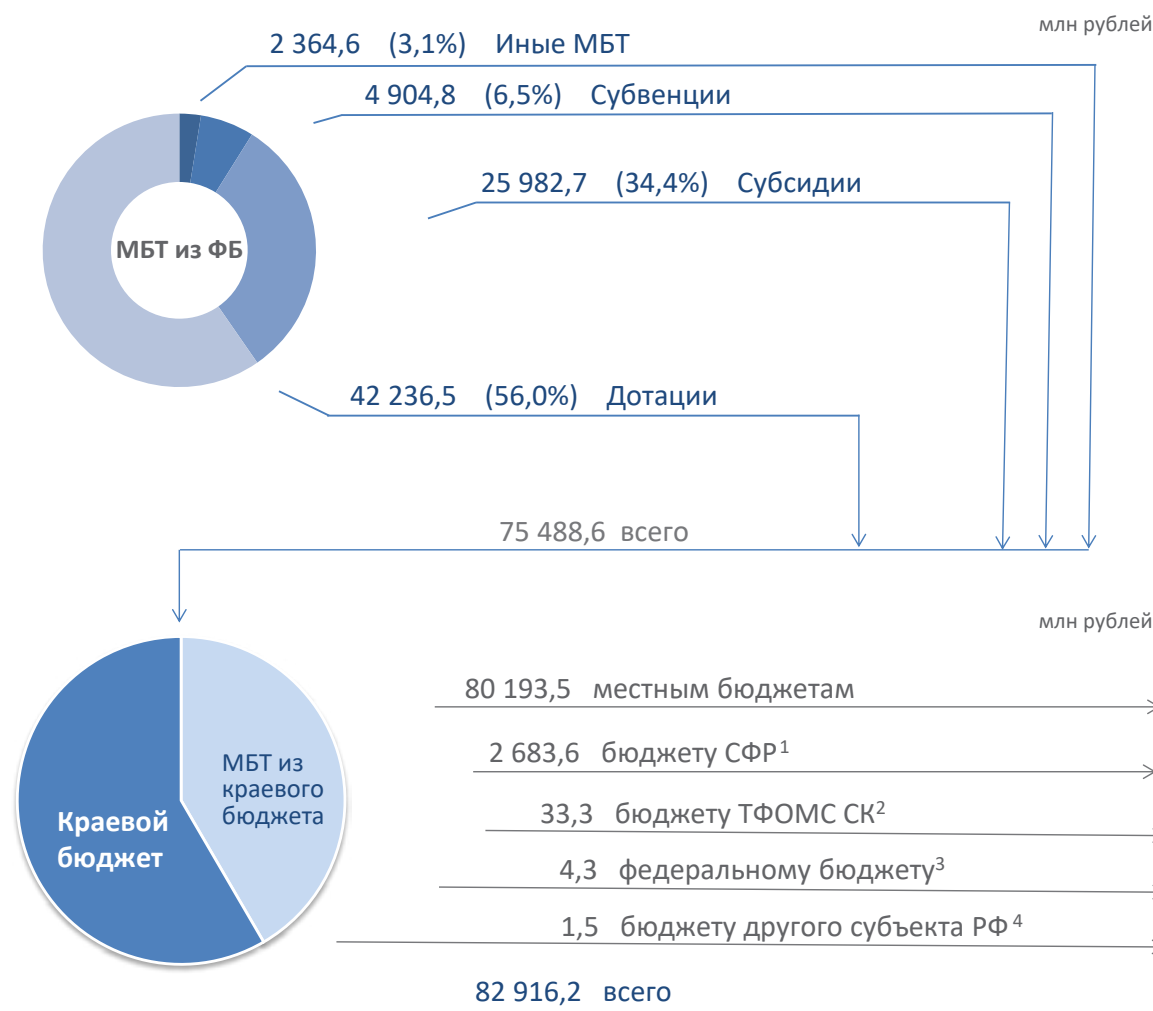 млн рублей
2 364,6 (3,1%) Иные МБТ
4 904,8 (6,5%) Субвенции
25 982,7 (34,4%) Субсидии
МБТ из ФБ
42 236,5 (56,0%) Дотации
75 488,6 всего
млн рублей
80 193,5 местным бюджетам
2 683,6 бюджету СФР¹
МБТ из
краевого
бюджета
Краевой
бюджет
33,3 бюджету ТФОМС СК²
4,3 федеральному бюджету³
1,5 бюджету другого субъекта РФ⁴
82 916,2 всего